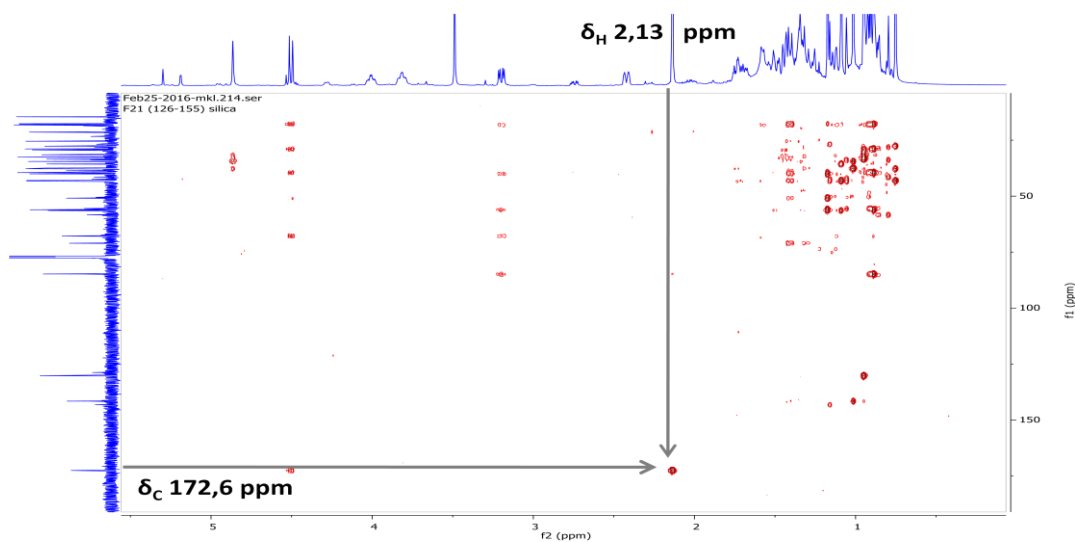 δH 2,13 ppm
Feb25-2016-mkl.214.ser
F21 (126-155) silica
50
100
150
f1 (ppm)
δC 172,6 ppm
5 4 3 2 1
f2 (ppm)